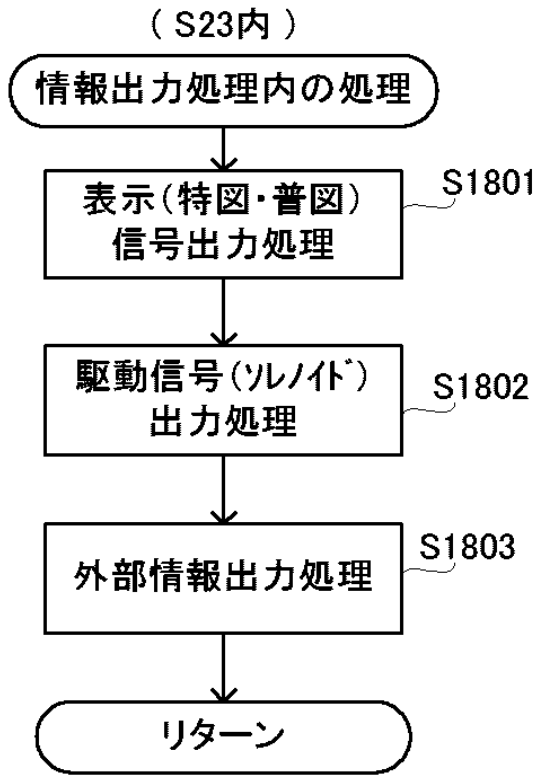 ( S23内 )
情報出力処理内の処理
表示(特図・普図)
信号出力処理
S1801
駆動信号(ｿﾚﾉｲﾄﾞ)
出力処理
S1802
外部情報出力処理
S1803
リターン